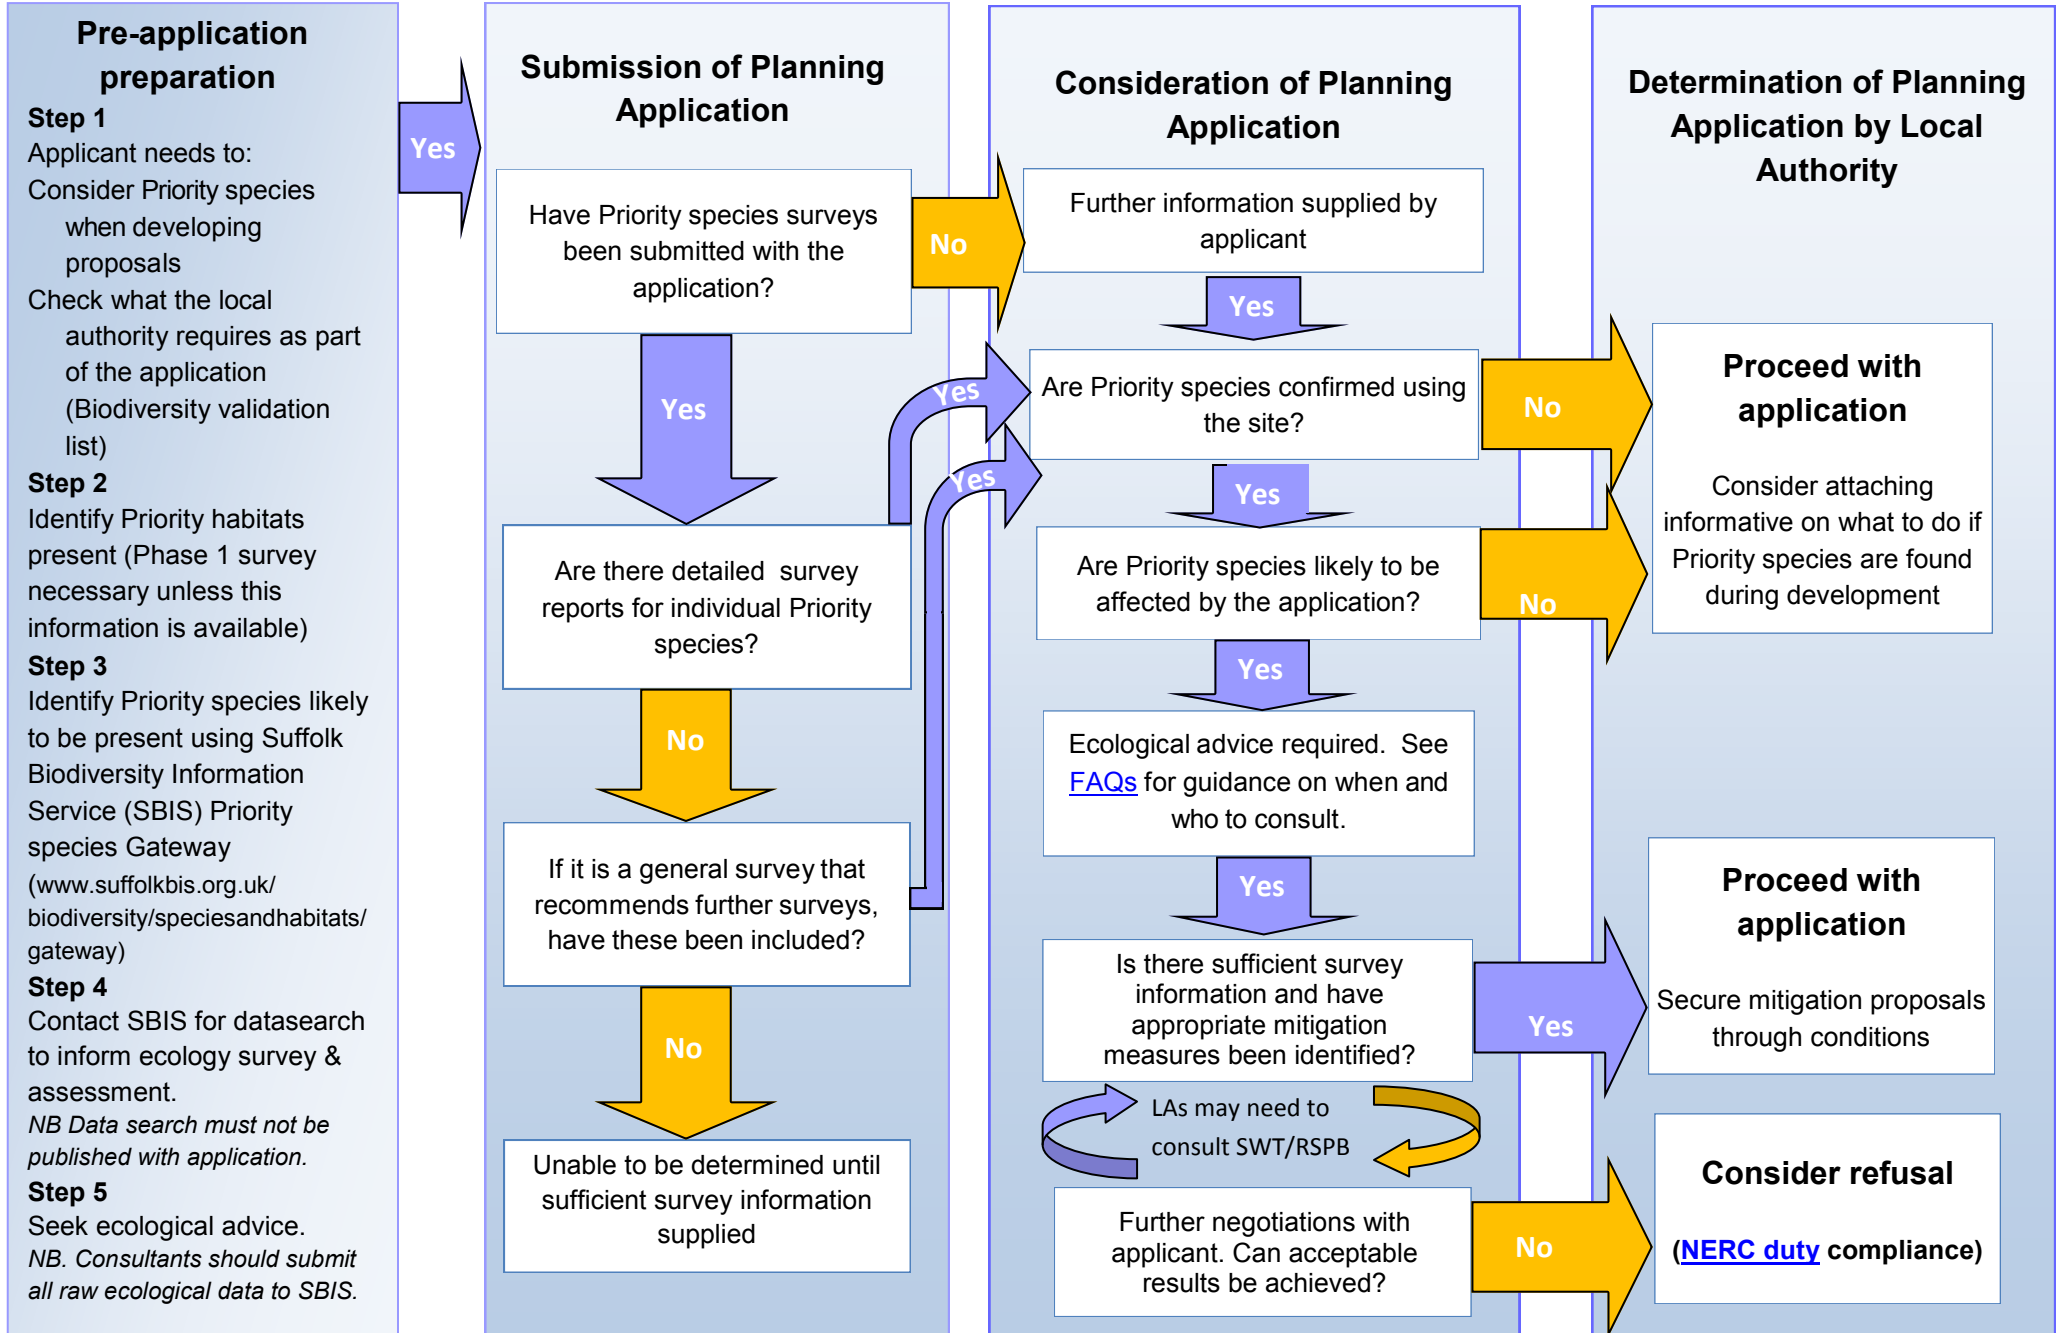 Pre-application
preparation
Step 1
Applicant needs to:
Consider Priority species
when developing
proposals
Check what the local
authority requires as part
of the application
(Biodiversity validation
list)
Step 2
Identify Priority habitats
present (Phase 1 survey
necessary unless this
information is available)
Step 3
Identify Priority species likely
to be present using Suffolk
Biodiversity Information
Service (SBIS) Priority
species Gateway
(www.suffolkbis.org.uk/
biodiversity/speciesandhabitats/
gateway)
Step 4
Contact SBIS for datasearch
to inform ecology survey &
assessment.
NB Data search must not be
published with application.
Step 5
Seek ecological advice.
NB. Consultants should submit
all raw ecological data to SBIS.
Yes
Submission of Planning
Application
Have Priority species surveys
been submitted with the
application?
No
Yes
Are there detailed survey
reports for individual Priority
species?
Yes
No
If it is a general survey that
recommends further surveys,
have these been included?
Yes
No
Unable to be determined until
sufficient survey information
supplied
Consideration of Planning
Application
Further information supplied by
applicant
Yes
Are Priority species confirmed using
the site?
No
Yes
Are Priority species likely to be
affected by the application?
No
Yes
Ecological advice required. See
FAQs for guidance on when and
who to consult.
Yes
Is there sufficient survey
information and have
appropriate mitigation
measures been identified?
Yes
LAs may need to
consult SWT/RSPB
Further negotiations with
applicant. Can acceptable
results be achieved?
No
Determination of Planning
Application by Local
Authority
Proceed with
application
Consider attaching
informative on what to do if
Priority species are found
during development
Proceed with
application
Secure mitigation proposals
through conditions
Consider refusal
(NERC duty compliance)